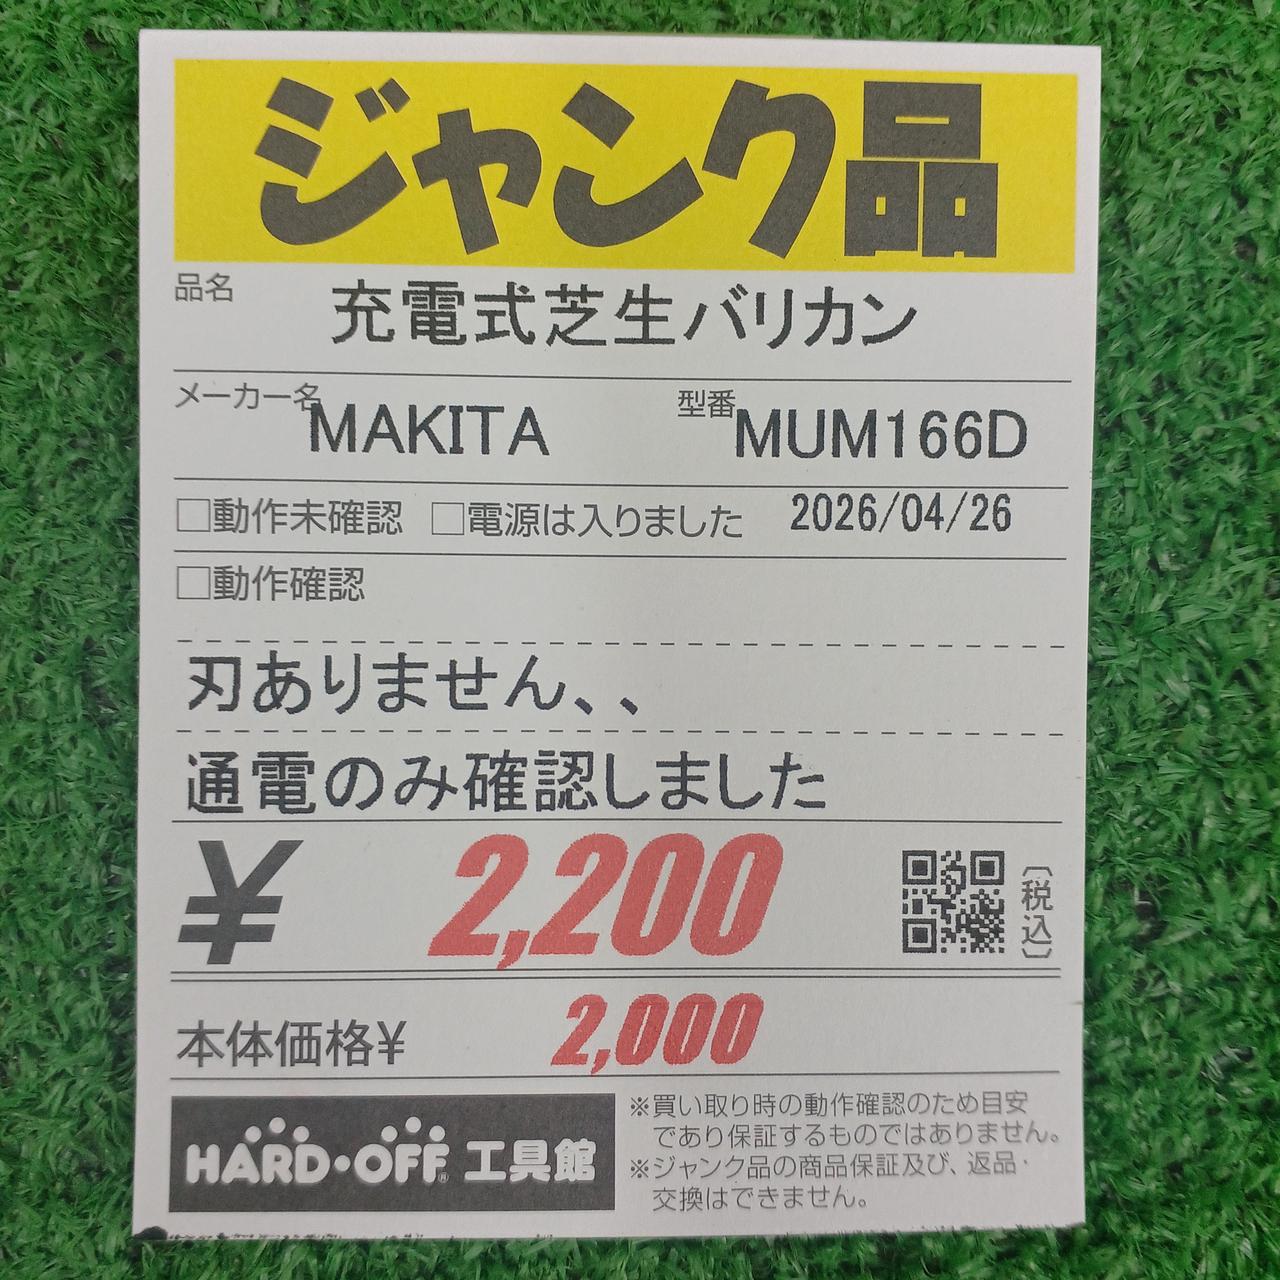 ジャンク品
品名 充電式芝生バリカン
メーカー名 MAKITA 型番 MUM166D
□動作未確認 □電源は入りました 2026/04/26
□動作確認
刃ありません、、
通電のみ確認しました
¥ 2,200 (税込)
本体価格¥ 2,000
HARD・OFF® 工具館
※買い取り時の動作確認のため目安
であり保証するものではありません。
※ジャンク品の商品保証及び、返品・
交換はできません。